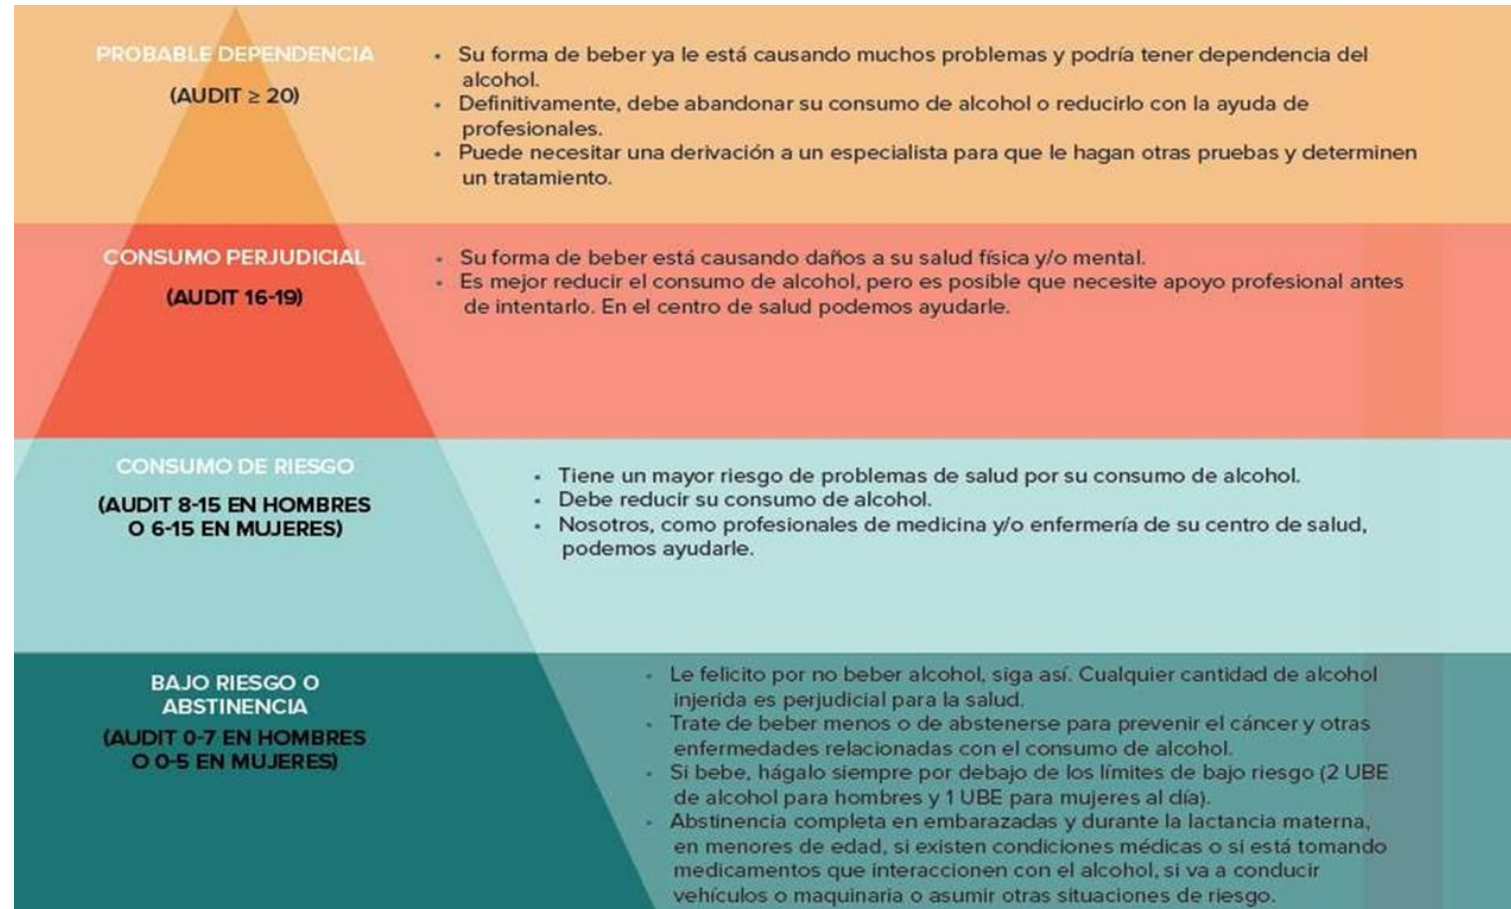 PROBABLE DEPENDENCIA
(AUDIT ≥ 20)
• Su forma de beber ya le está causando muchos problemas y podría tener dependencia del
alcohol.
• Definitivamente, debe abandonar su consumo de alcohol o reducirlo con la ayuda de
profesionales.
• Puede necesitar una derivación a un especialista para que le hagan otras pruebas y determinen
un tratamiento.
CONSUMO PERJUDICIAL
(AUDIT 16-19)
• Su forma de beber está causando daños a su salud física y/o mental.
• Es mejor reducir el consumo de alcohol, pero es posible que necesite apoyo profesional antes
de intentarlo. En el centro de salud podemos ayudarle.
CONSUMO DE RIESGO
(AUDIT 8-15 EN HOMBRES
O 6-15 EN MUJERES)
• Tiene un mayor riesgo de problemas de salud por su consumo de alcohol.
• Debe reducir su consumo de alcohol.
• Nosotros, como profesionales de medicina y/o enfermería de su centro de salud,
podemos ayudarle.
BAJO RIESGO O
ABSTINENCIA
(AUDIT 0-7 EN HOMBRES
O 0-5 EN MUJERES)
• Le felicito por no beber alcohol, siga así. Cualquier cantidad de alcohol
injerida es perjudicial para la salud.
• Trate de beber menos o de abstenerse para prevenir el cáncer y otras
enfermedades relacionadas con el consumo de alcohol.
• Si bebe, hágalo siempre por debajo de los límites de bajo riesgo (2 UBE
de alcohol para hombres y 1 UBE para mujeres al día).
• Abstinencia completa en embarazadas y durante la lactancia materna,
en menores de edad, si existen condiciones médicas o si está tomando
medicamentos que interaccionen con el alcohol, si va a conducir
vehículos o maquinaria o asumir otras situaciones de riesgo.